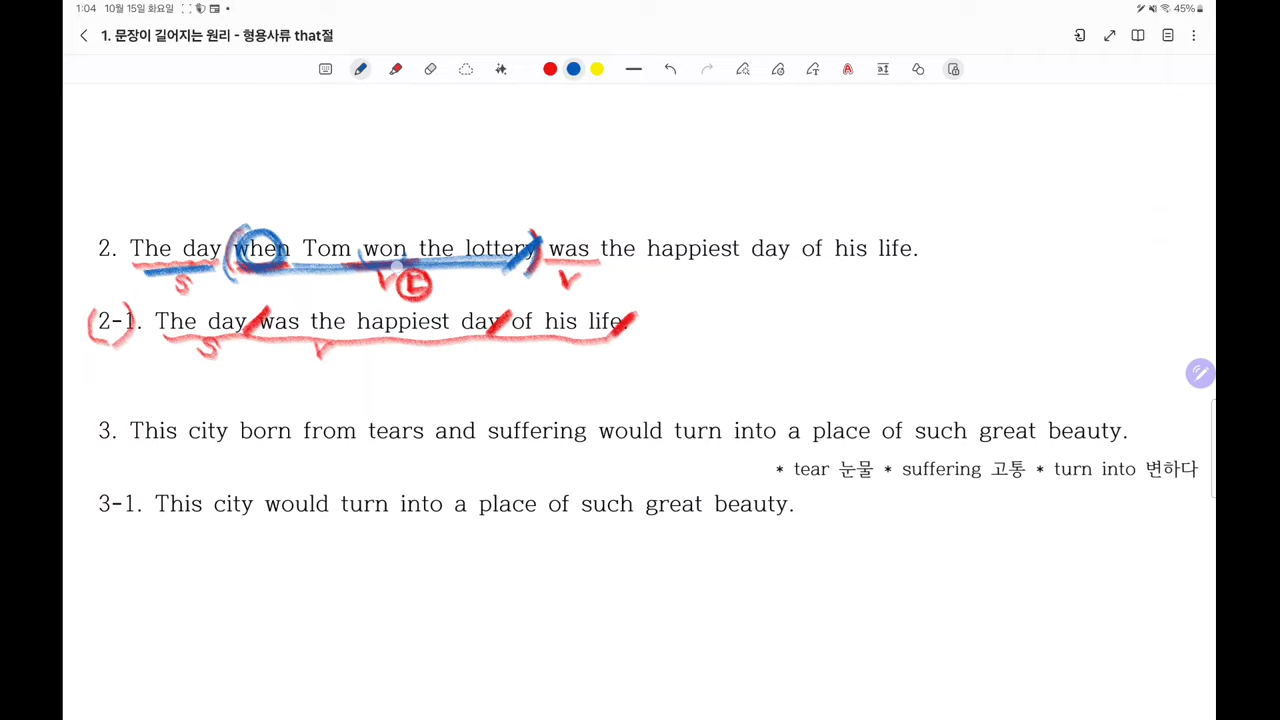 1:04 10월 15일 화요일
45%
1. 문장이 길어지는 원리 - 형용사류 that절
2. The day when Tom won the lottery was the happiest day of his life.
S V t V
(2-1). The day was the happiest day of his life.
S V
3. This city born from tears and suffering would turn into a place of such great beauty.
* tear 눈물 * suffering 고통 * turn into 변하다
3-1. This city would turn into a place of such great beauty.